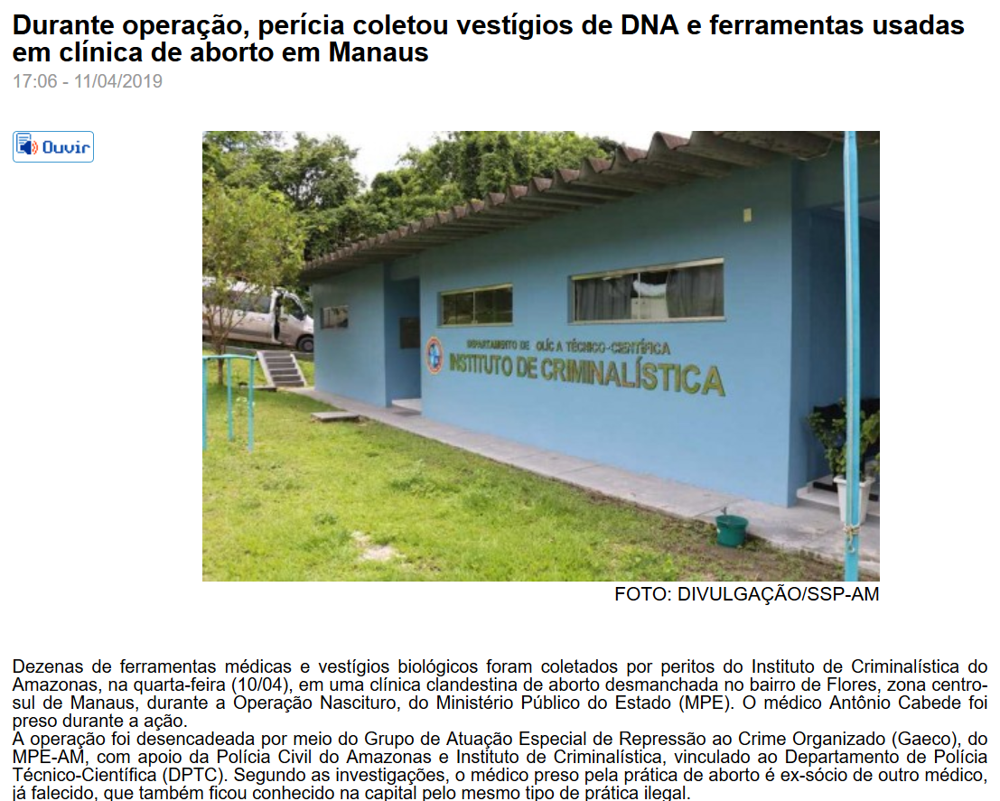 Durante operação, perícia coletou vestígios de DNA e ferramentas usadas
em clínica de aborto em Manaus
17:06 - 11/04/2019
Ouvir
DEPARTAMENTO DE OLÍC A TÉCNICO-CIENTÍFICA
INSTITUTO DE CRIMINALÍSTICA
FOTO: DIVULGAÇÃO/SSP-AM
Dezenas de ferramentas médicas e vestígios biológicos foram coletados por peritos do Instituto de Criminalística do
Amazonas, na quarta-feira (10/04), em uma clínica clandestina de aborto desmanchada no bairro de Flores, zona centro-
sul de Manaus, durante a Operação Nascituro, do Ministério Público do Estado (MPE). O médico Antônio Cabede foi
preso durante a ação.
A operação foi desencadeada por meio do Grupo de Atuação Especial de Repressão ao Crime Organizado (Gaeco), do
MPE-AM, com apoio da Polícia Civil do Amazonas e Instituto de Criminalística, vinculado ao Departamento de Polícia
Técnico-Científica (DPTC). Segundo as investigações, o médico preso pela prática de aborto é ex-sócio de outro médico,
já falecido, que também ficou conhecido na capital pelo mesmo tipo de prática ilegal.